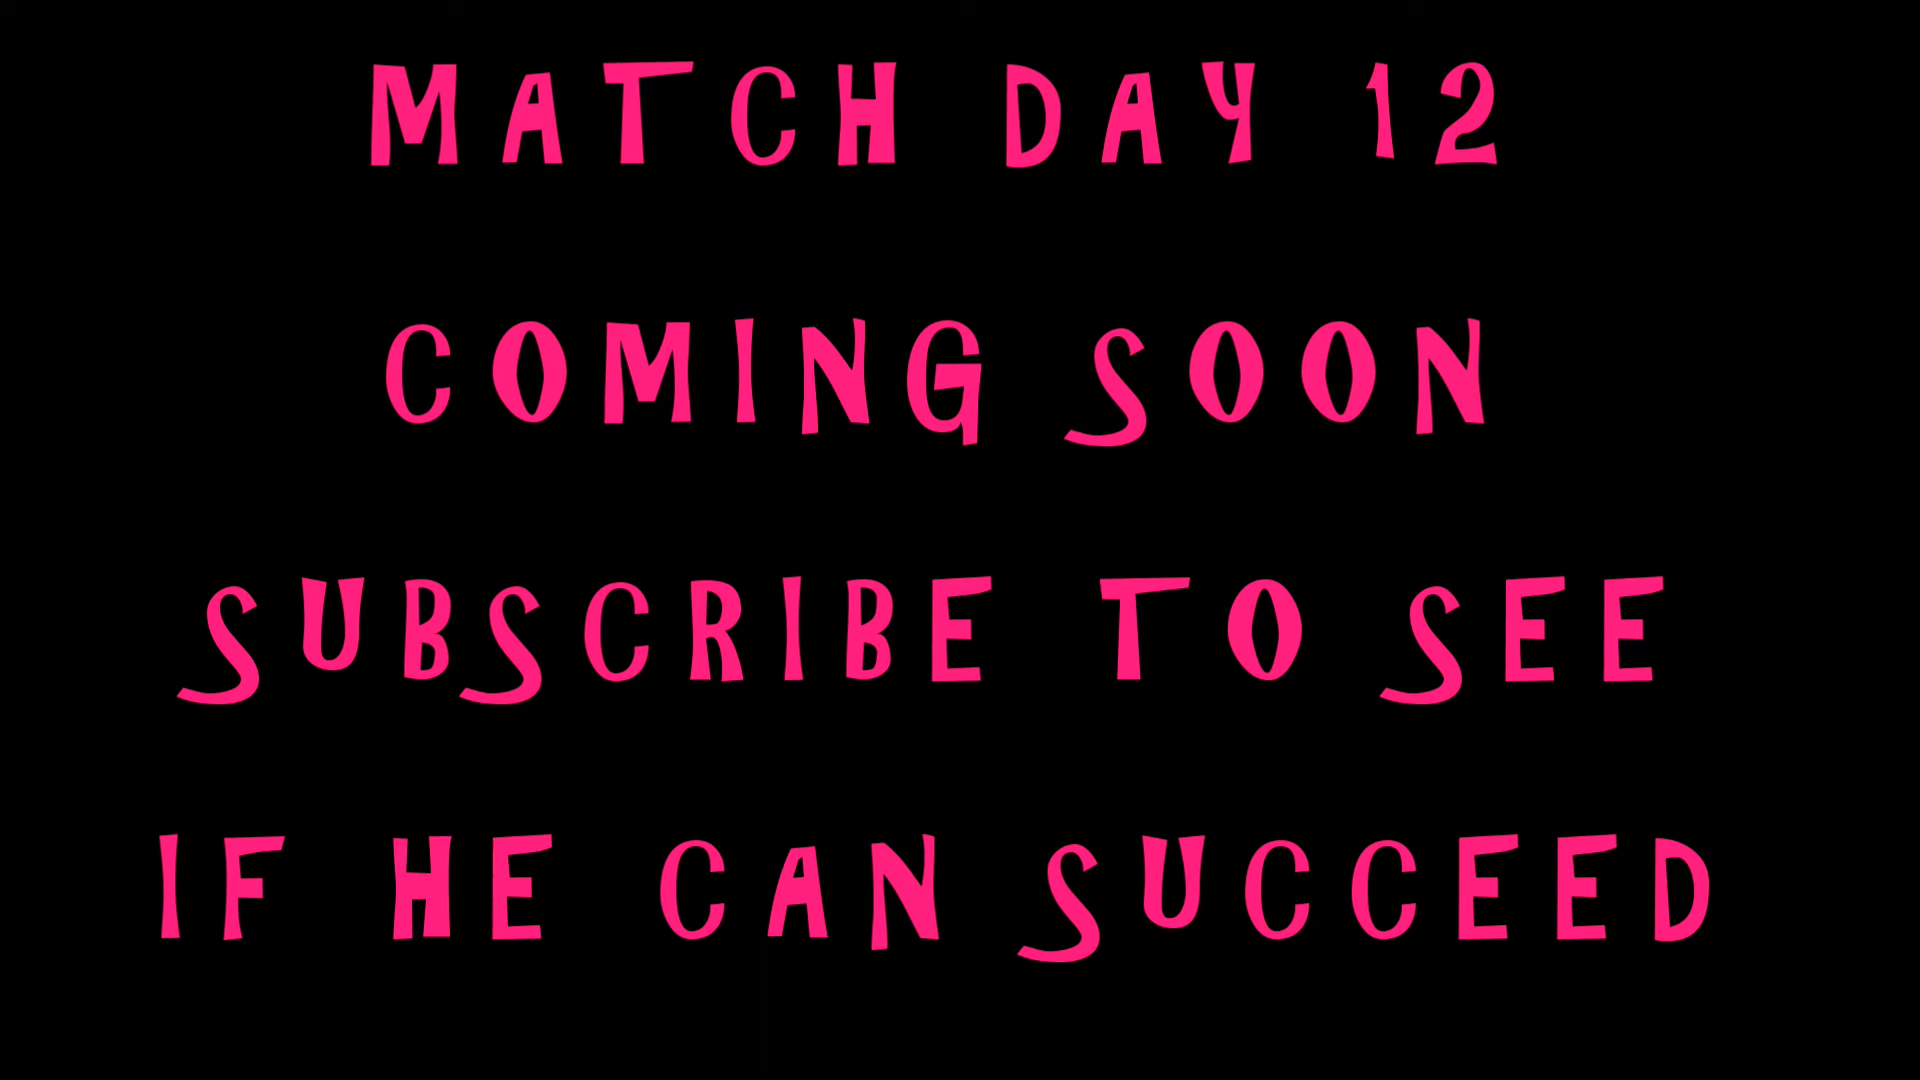 MATCH DAY 12
COMING SOON
SUBSCRIBE TO SEE
IF HE CAN SUCCEED